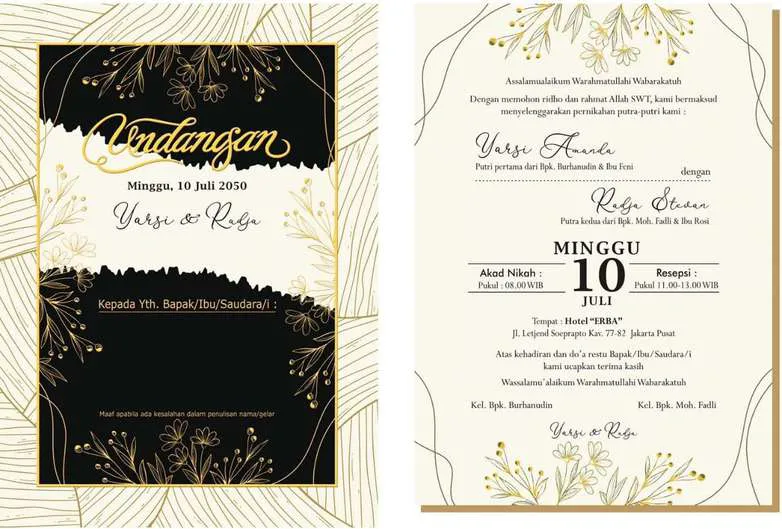 Undangan
Minggu, 10 Juli 2050
Yarsi & Radja
Kepada Yth. Bapak/Ibu/Saudara/i :
Maaf apabila ada kesalahan dalam penulisan nama/gelar
Assalamualaikum Warahmatullahi Wabarakatuh
Dengan memohon ridho dan rahmat Allah SWT, kami bermaksud
menyelenggarakan pernikahan putra-putri kami :
Yarsi Amanda
Putri pertama dari Bpk. Burhanudin & Ibu Feni
dengan
Radja Stevan
Putra kedua dari Bpk. Moh. Fadli & Ibu Rosi
MINGGU
Akad Nikah :
Pukul : 08.00 WIB
10
Resepsi :
Pukul 11.00-13.00 WIB
JULI
Tempat : Hotel “ERBA”
Jl. Letjend Soeprapto Kav. 77-82 Jakarta Pusat
Atas kehadiran dan do’a restu Bapak/Ibu/Saudara/i
kami ucapkan terima kasih
Wassalamu’alaikum Warahmatullahi Wabarakatuh
Kel. Bpk. Burhanudin
Kel. Bpk. Moh. Fadli
Yarsi & Radja